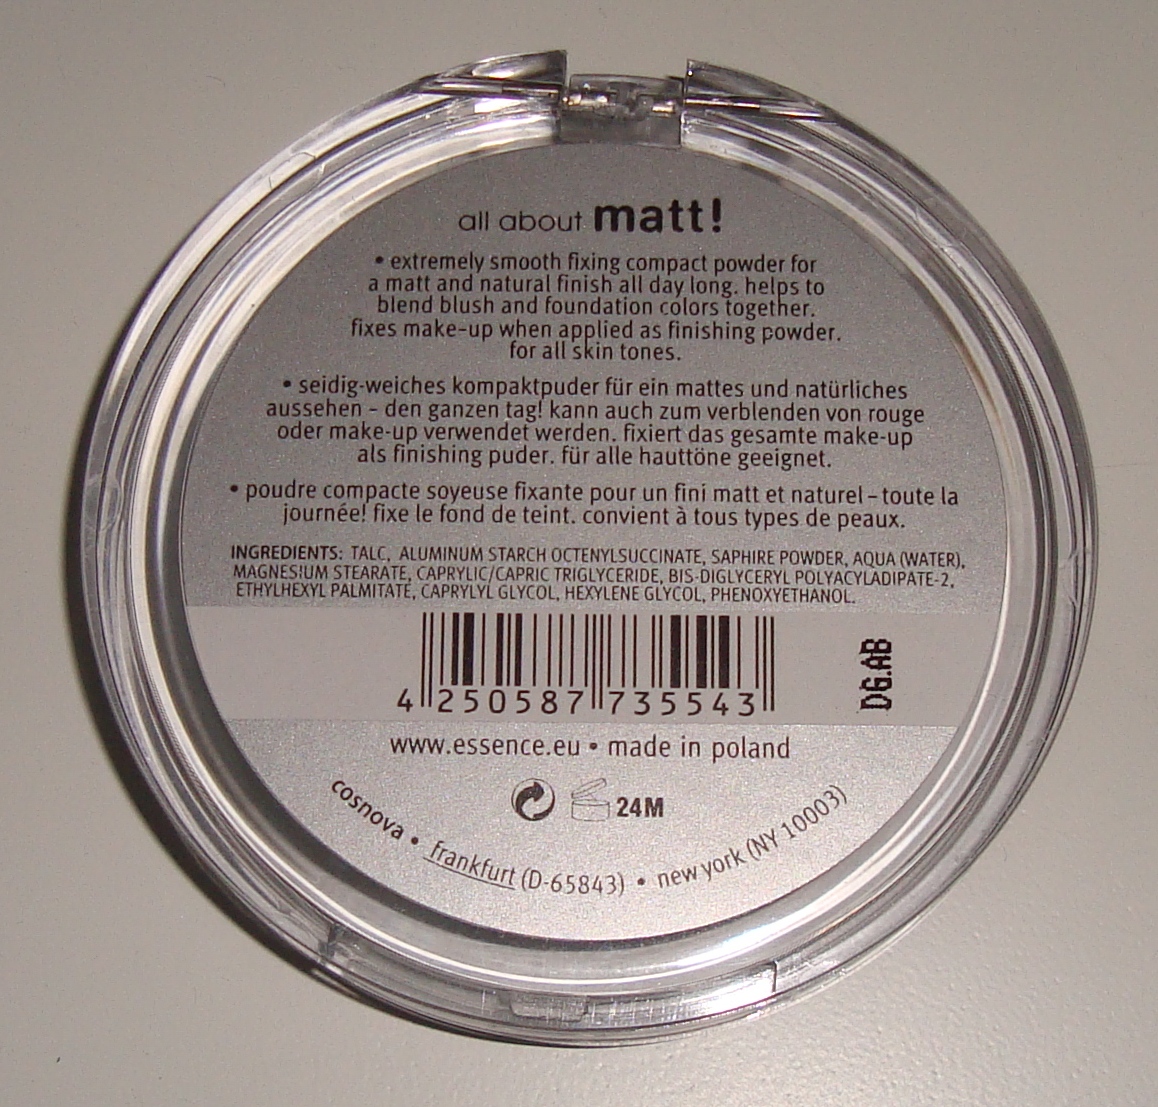 all about matt!
• extremely smooth fixing compact powder for
a matt and natural finish all day long. helps to
blend blush and foundation colors together.
fixes make-up when applied as finishing powder.
for all skin tones.
• seidig-weiches kompaktpuder für ein mattes und natürliches
aussehen – den ganzen tag! kann auch zum verblenden von rouge
oder make-up verwendet werden. fixiert das gesamte make-up
als finishing puder. für alle hauttöne geeignet.
• poudre compacte soyeuse fixante pour un fini matt et naturel – toute la
journée! fixe le fond de teint. convient à tous types de peaux.
INGREDIENTS: TALC, ALUMINUM STARCH OCTENYLSUCCINATE, SAPHIRE POWDER, AQUA (WATER),
MAGNESIUM STEARATE, CAPRYLIC/CAPRIC TRIGLYCERIDE, BIS-DIGLYCERYL POLYACYLADIPATE-2,
ETHYLHEXYL PALMITATE, CAPRYLYL GLYCOL, HEXYLENE GLYCOL, PHENOXYETHANOL.
4 250587 735543
DG.AB
www.essence.eu • made in poland
24M
cosnova • frankfurt (D-65843) • new york (NY 10003)